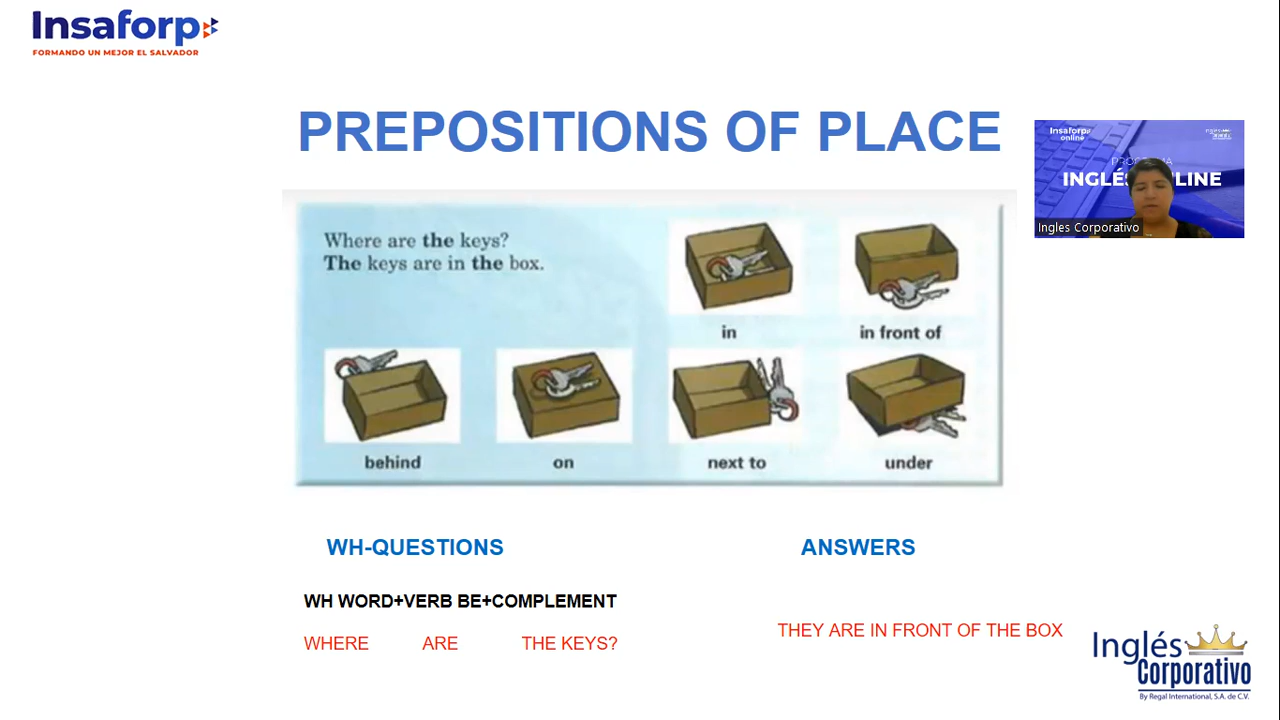 Insaforp
FORMANDO UN MEJOR EL SALVADOR
PREPOSITIONS OF PLACE
Insaforp
online
INGLÉS
LINE
Ingles Corporativo
Where are the keys?
The keys are in the box.
in
in front of
behind
on
next to
under
WH-QUESTIONS
ANSWERS
WH WORD+VERB BE+COMPLEMENT
WHERE ARE THE KEYS?
THEY ARE IN FRONT OF THE BOX
Inglés
Corporativo
By Regal International, S.A. de C.V.